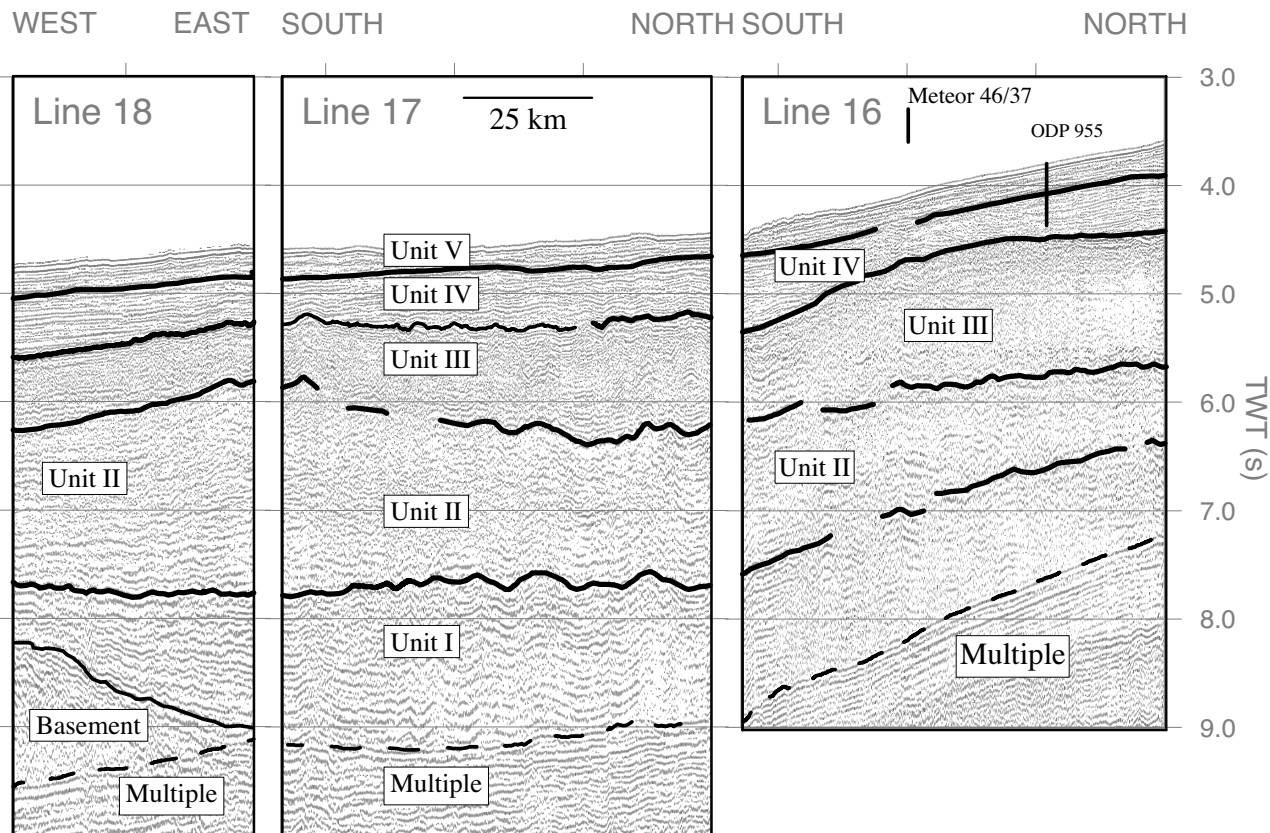 WEST EAST SOUTH NORTH SOUTH NORTH
Line 18
Line 17
25 km
Line 16
Meteor 46/37
ODP 955
3.0
4.0
5.0
6.0
7.0
8.0
9.0
TWT (s)
Unit II
Basement
Multiple
Unit V
Unit IV
Unit III
Unit II
Unit I
Multiple
Unit IV
Unit III
Unit II
Multiple